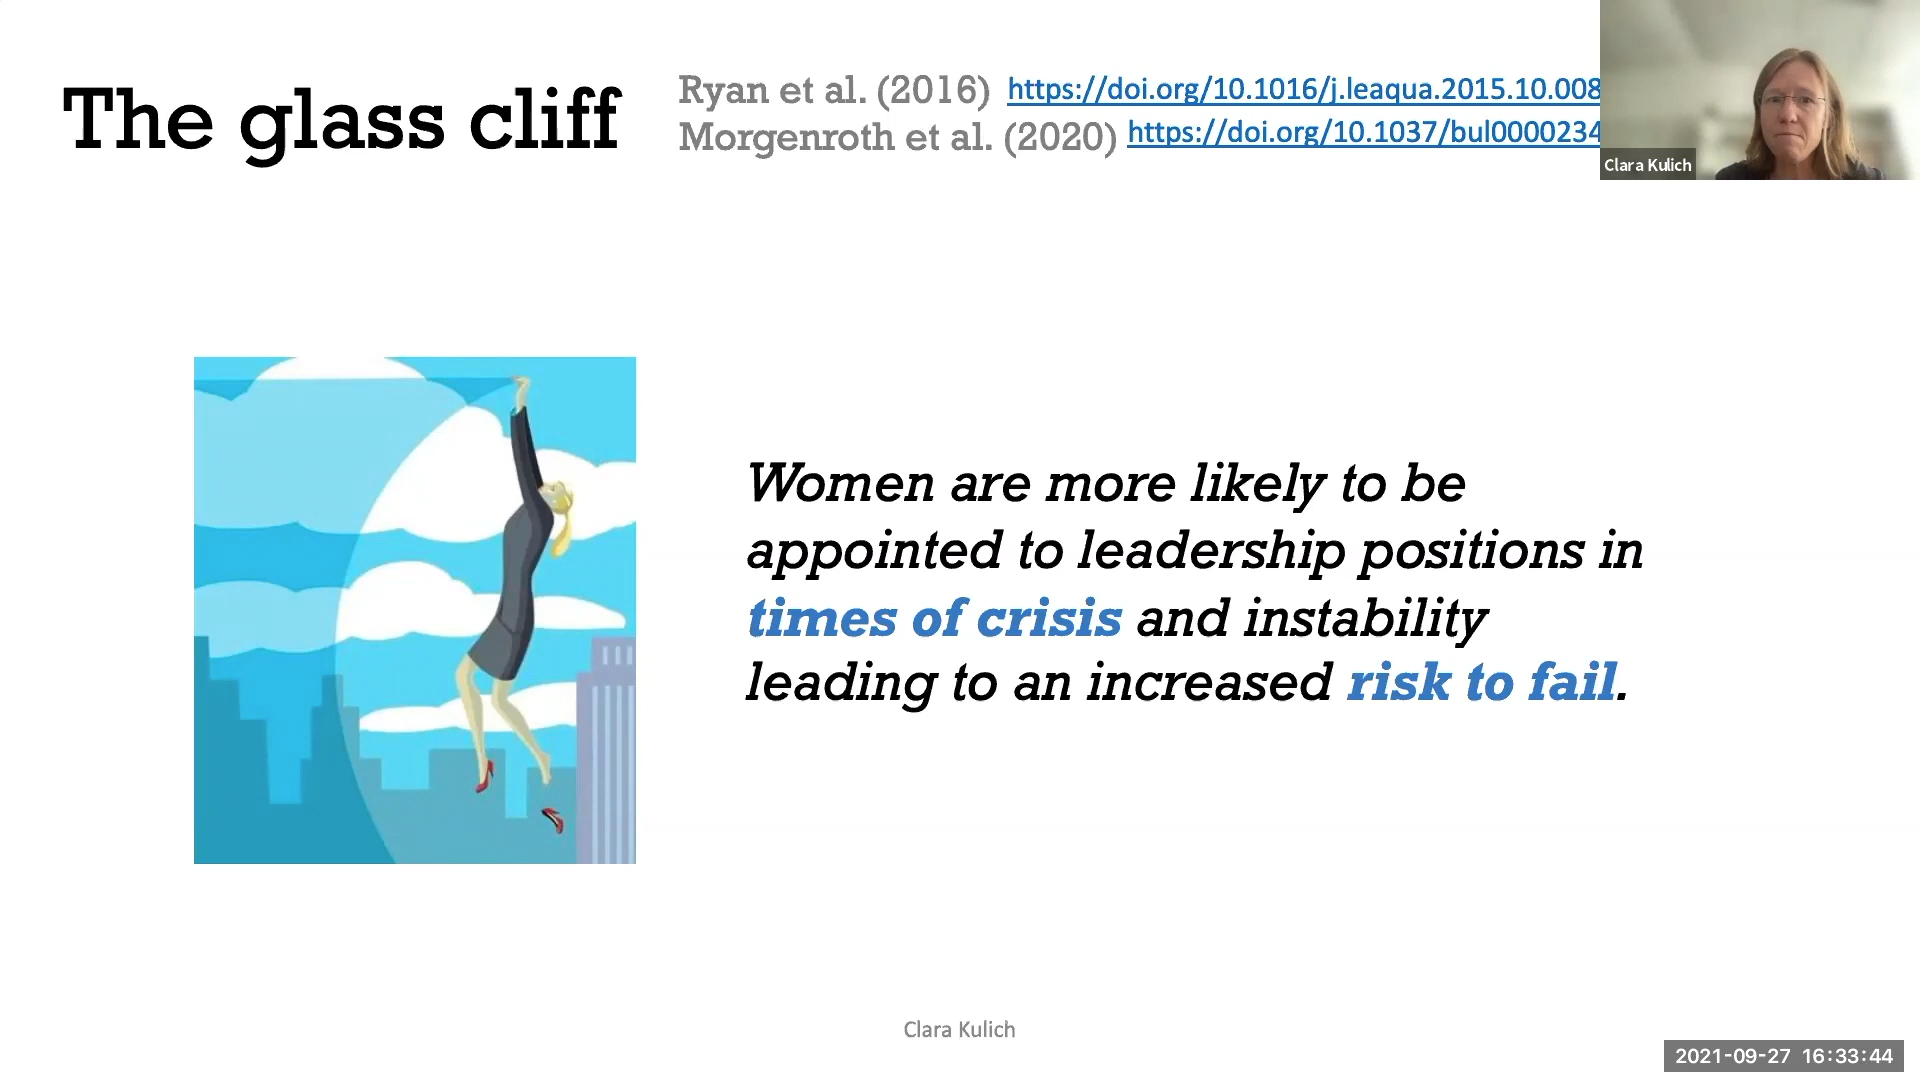 The glass cliff
Ryan et al. (2016) https://doi.org/10.1016/j.leaqua.2015.10.008
Morgenroth et al. (2020) https://doi.org/10.1037/bul0000234
Clara Kulich
Women are more likely to be
appointed to leadership positions in
times of crisis and instability
leading to an increased risk to fail.
Clara Kulich
2021-09-27 16:33:44